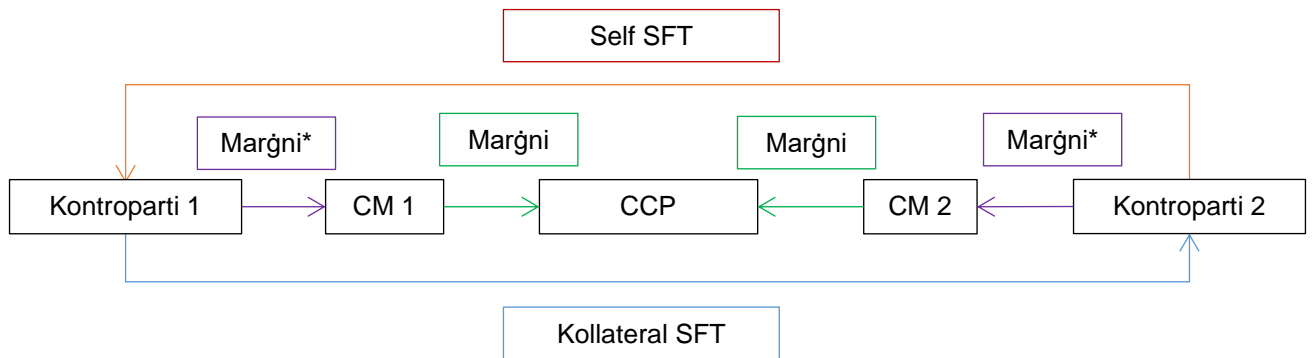 Self SFT
Marġni*
Marġni
Marġni
Marġni*
Kontroparti 1
CM 1
CCP
CM 2
Kontroparti 2
Kollateral SFT